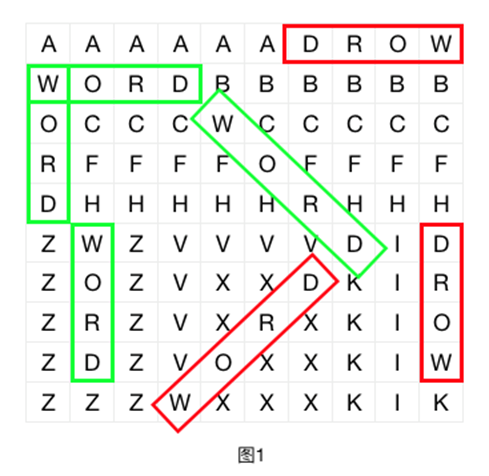 A A A A A A D R O W
W O R D B B B B B B
O C C C W C C C C C
R F F F F O F F F F
D H H H H H R H H H
Z W Z V V V V D I D
Z O Z V X X D K I R
Z R Z V X R X K I O
Z D Z V O X X K I W
Z Z Z W X X X K I K
图1